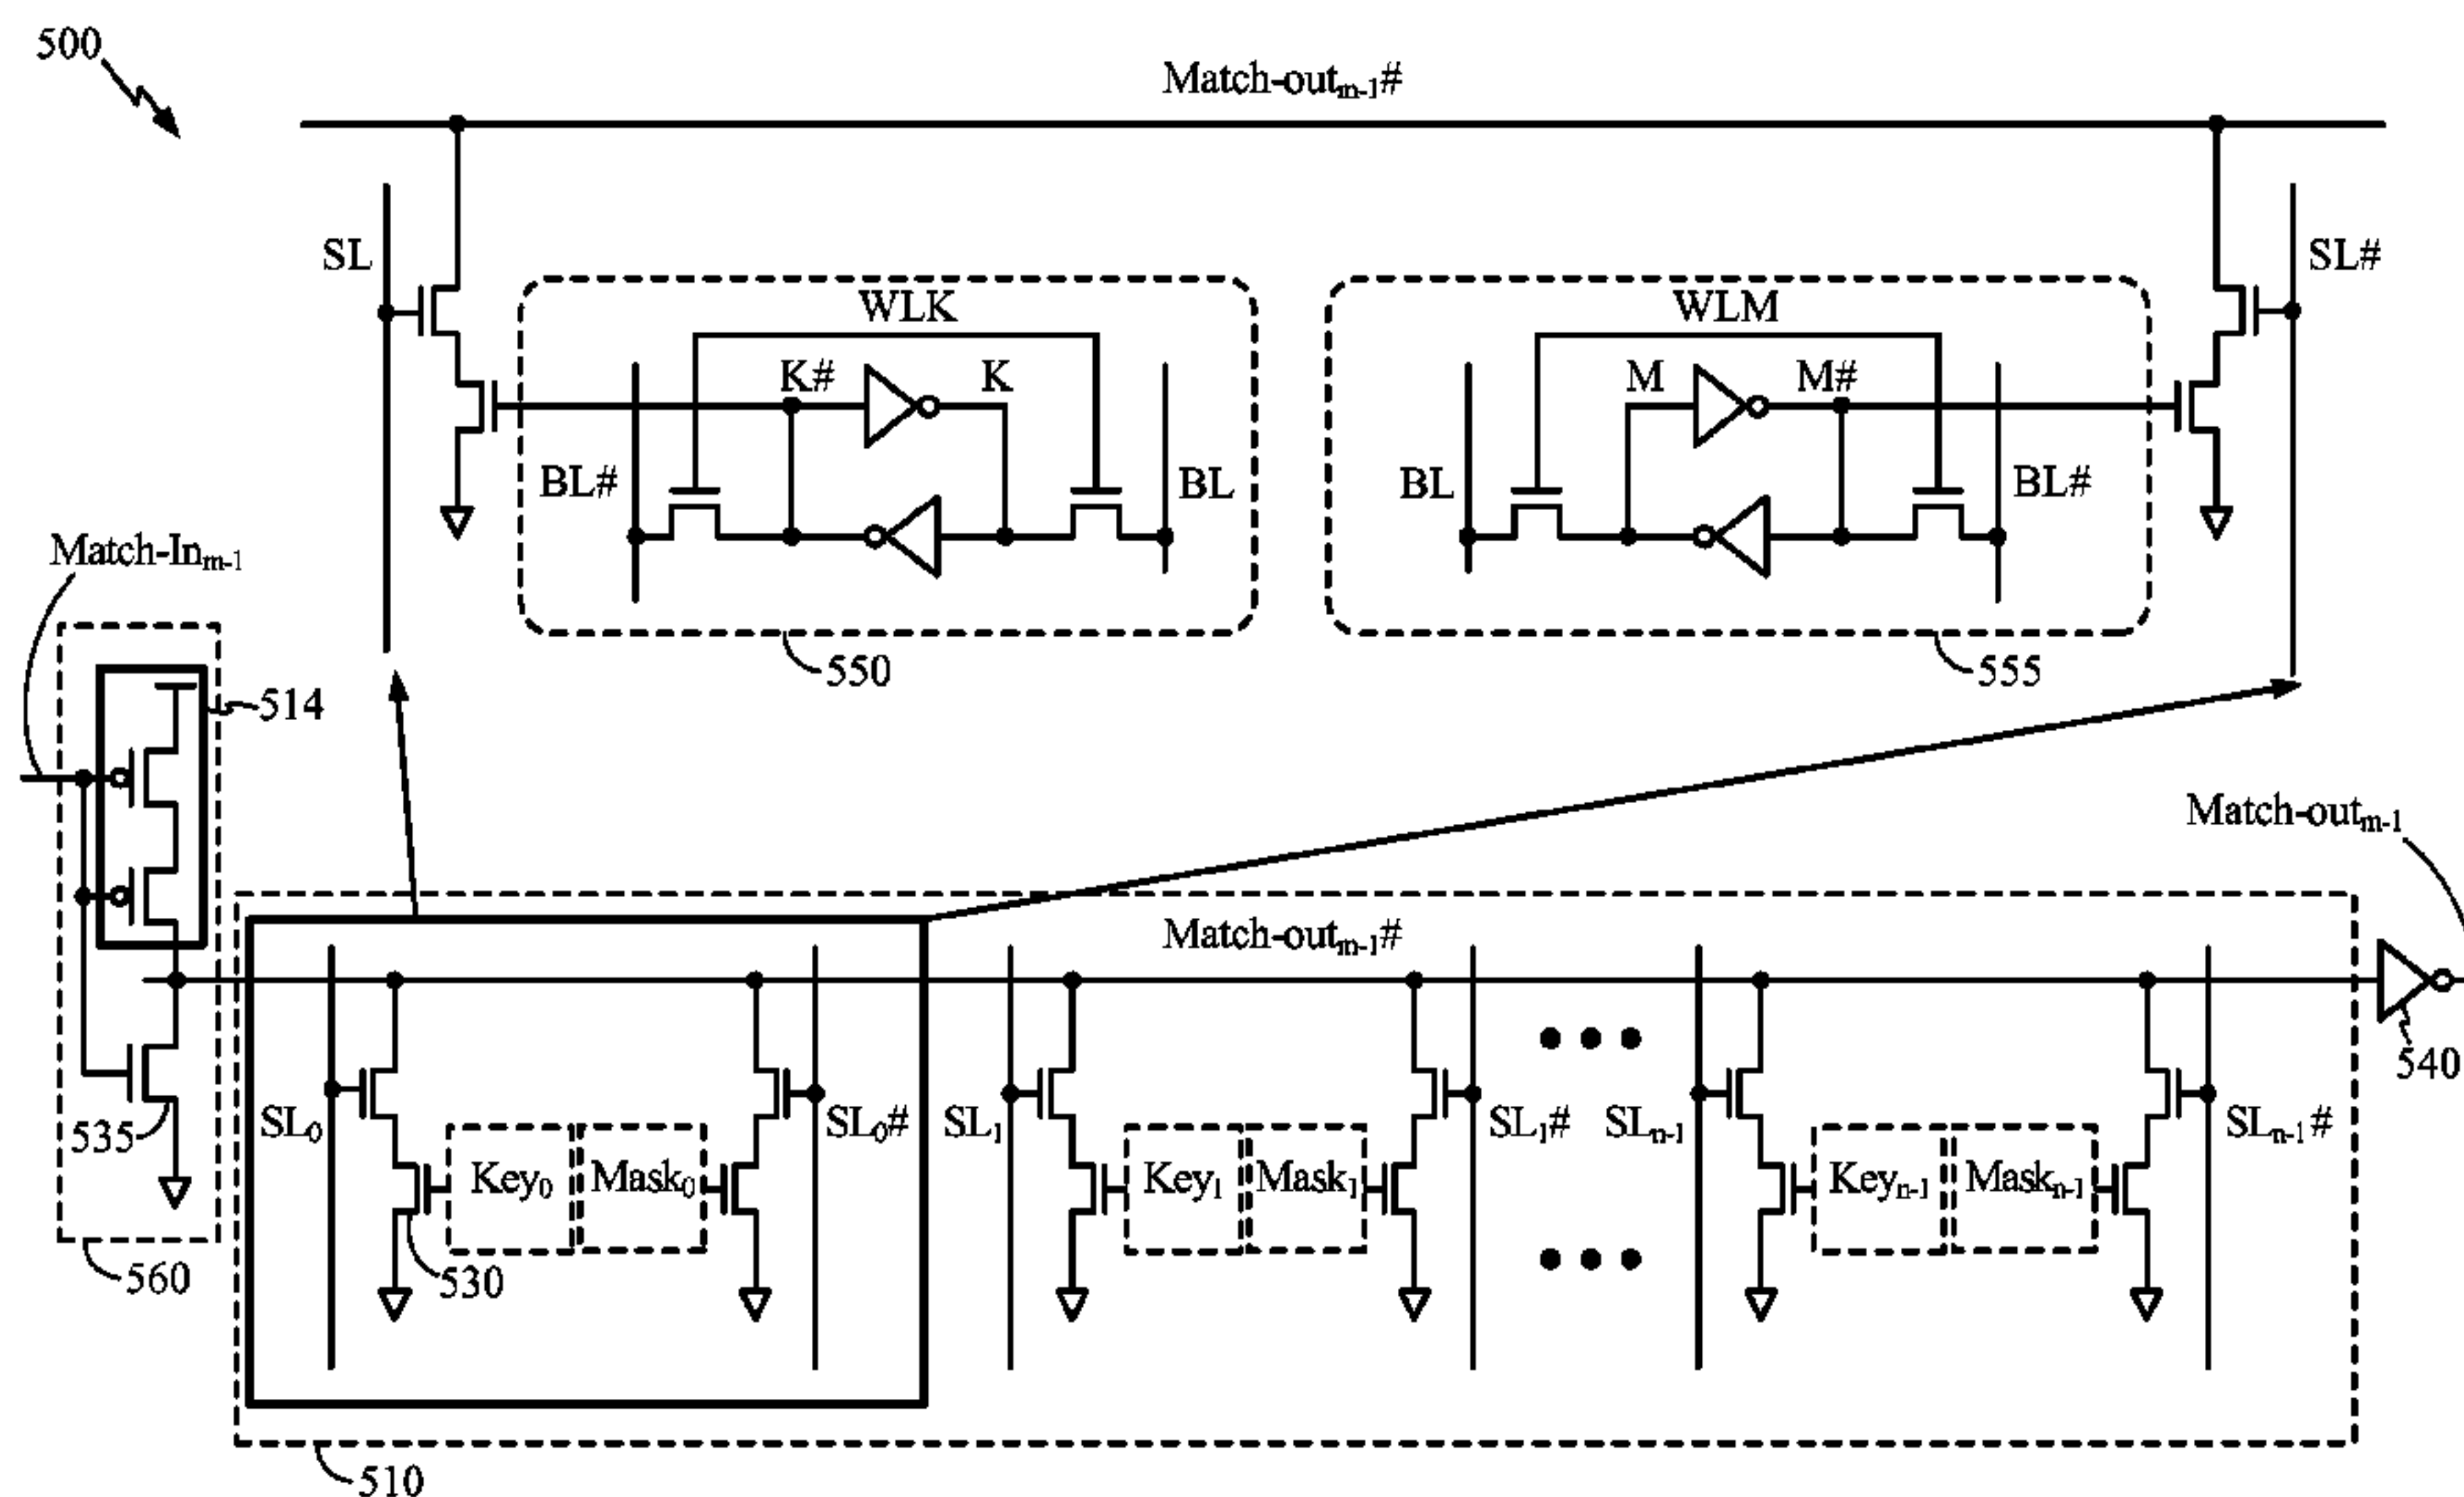 500
Match-outm-1#
SL
SL#
WLK
WLM
K#
K
M
M#
BL#
BL
BL
BL#
Match-Inm-1
550
555
514
Match-outm-1
Match-outm-1#
540
535
SL0
SL0#
SL1
SL1#
SLn-1
SLn-1#
Key0
Mask0
Key1
Mask1
Keyn-1
Maskn-1
560
530
510